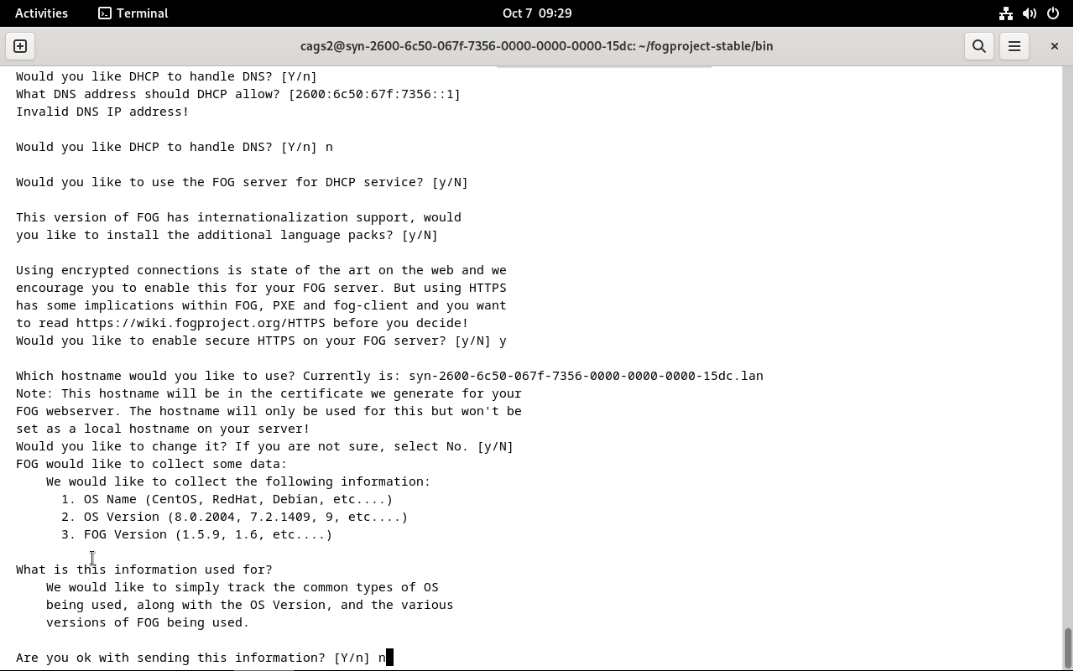 Activities Terminal Oct 7 09:29
cags2@syn-2600-6c50-067f-7356-0000-0000-0000-15dc: ~/fogproject-stable/bin
Would you like DHCP to handle DNS? [Y/n]
What DNS address should DHCP allow? [2600:6c50:67f:7356::1]
Invalid DNS IP address!

Would you like DHCP to handle DNS? [Y/n] n

Would you like to use the FOG server for DHCP service? [y/N]

This version of FOG has internationalization support, would
you like to install the additional language packs? [y/N]

Using encrypted connections is state of the art on the web and we
encourage you to enable this for your FOG server. But using HTTPS
has some implications within FOG, PXE and fog-client and you want
to read https://wiki.fogproject.org/HTTPS before you decide!
Would you like to enable secure HTTPS on your FOG server? [y/N] y

Which hostname would you like to use? Currently is: syn-2600-6c50-067f-7356-0000-0000-0000-15dc.lan
Note: This hostname will be in the certificate we generate for your
FOG webserver. The hostname will only be used for this but won't be
set as a local hostname on your server!
Would you like to change it? If you are not sure, select No. [y/N]
FOG would like to collect some data:
    We would like to collect the following information:
      1. OS Name (CentOS, RedHat, Debian, etc....)
      2. OS Version (8.0.2004, 7.2.1409, 9, etc....)
      3. FOG Version (1.5.9, 1.6, etc....)

What is this information used for?
    We would like to simply track the common types of OS
    being used, along with the OS Version, and the various
    versions of FOG being used.

Are you ok with sending this information? [Y/n] n